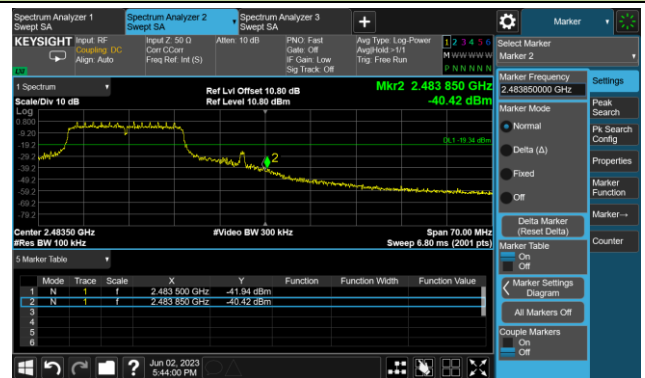 Spectrum Analyzer 1
Swept SA
Spectrum Analyzer 2
Swept SA
Spectrum Analyzer 3
Swept SA
+
Marker
KEYSIGHT
Input: RF
Coupling: DC
Align: Auto
Input Z: 50 Ω
Corr CCorr
Freq Ref: Int (S)
Atten: 10 dB
PNO: Fast
Gate: Off
IF Gain: Low
Sig Track: Off
Avg Type: Log-Power
Avg|Hold:>1/1
Trig: Free Run
1 2 3 4 5 6
M W W W W W
P N N N N N
LW
Select Marker
Marker 2
1 Spectrum
Scale/Div 10 dB
Ref Lvl Offset 10.80 dB
Ref Level 10.80 dBm
Mkr2 2.483 850 GHz
-40.42 dBm
Log
0.800
-9.20
-19.2
-29.2
-39.2
-49.2
-59.2
-69.2
-79.2
DL1 -19.34 dBm
2
Center 2.48350 GHz
#Res BW 100 kHz
#Video BW 300 kHz
Span 70.00 MHz
Sweep 6.80 ms (2001 pts)
5 Marker Table
Mode Trace Scale X Y Function Function Width Function Value
1 N 1 f 2.483 500 GHz -41.94 dBm
2 N 1 f 2.483 850 GHz -40.42 dBm
3
4
5
6
Marker Frequency
2.483850000 GHz
Marker Mode
Normal
Delta (Δ)
Fixed
Off
Delta Marker
(Reset Delta)
Marker Table
On
Off
Marker Settings
Diagram
All Markers Off
Couple Markers
On
Off
Settings
Peak
Search
Pk Search
Config
Properties
Marker
Function
Marker→
Counter
?
Jun 02, 2023
5:44:00 PM